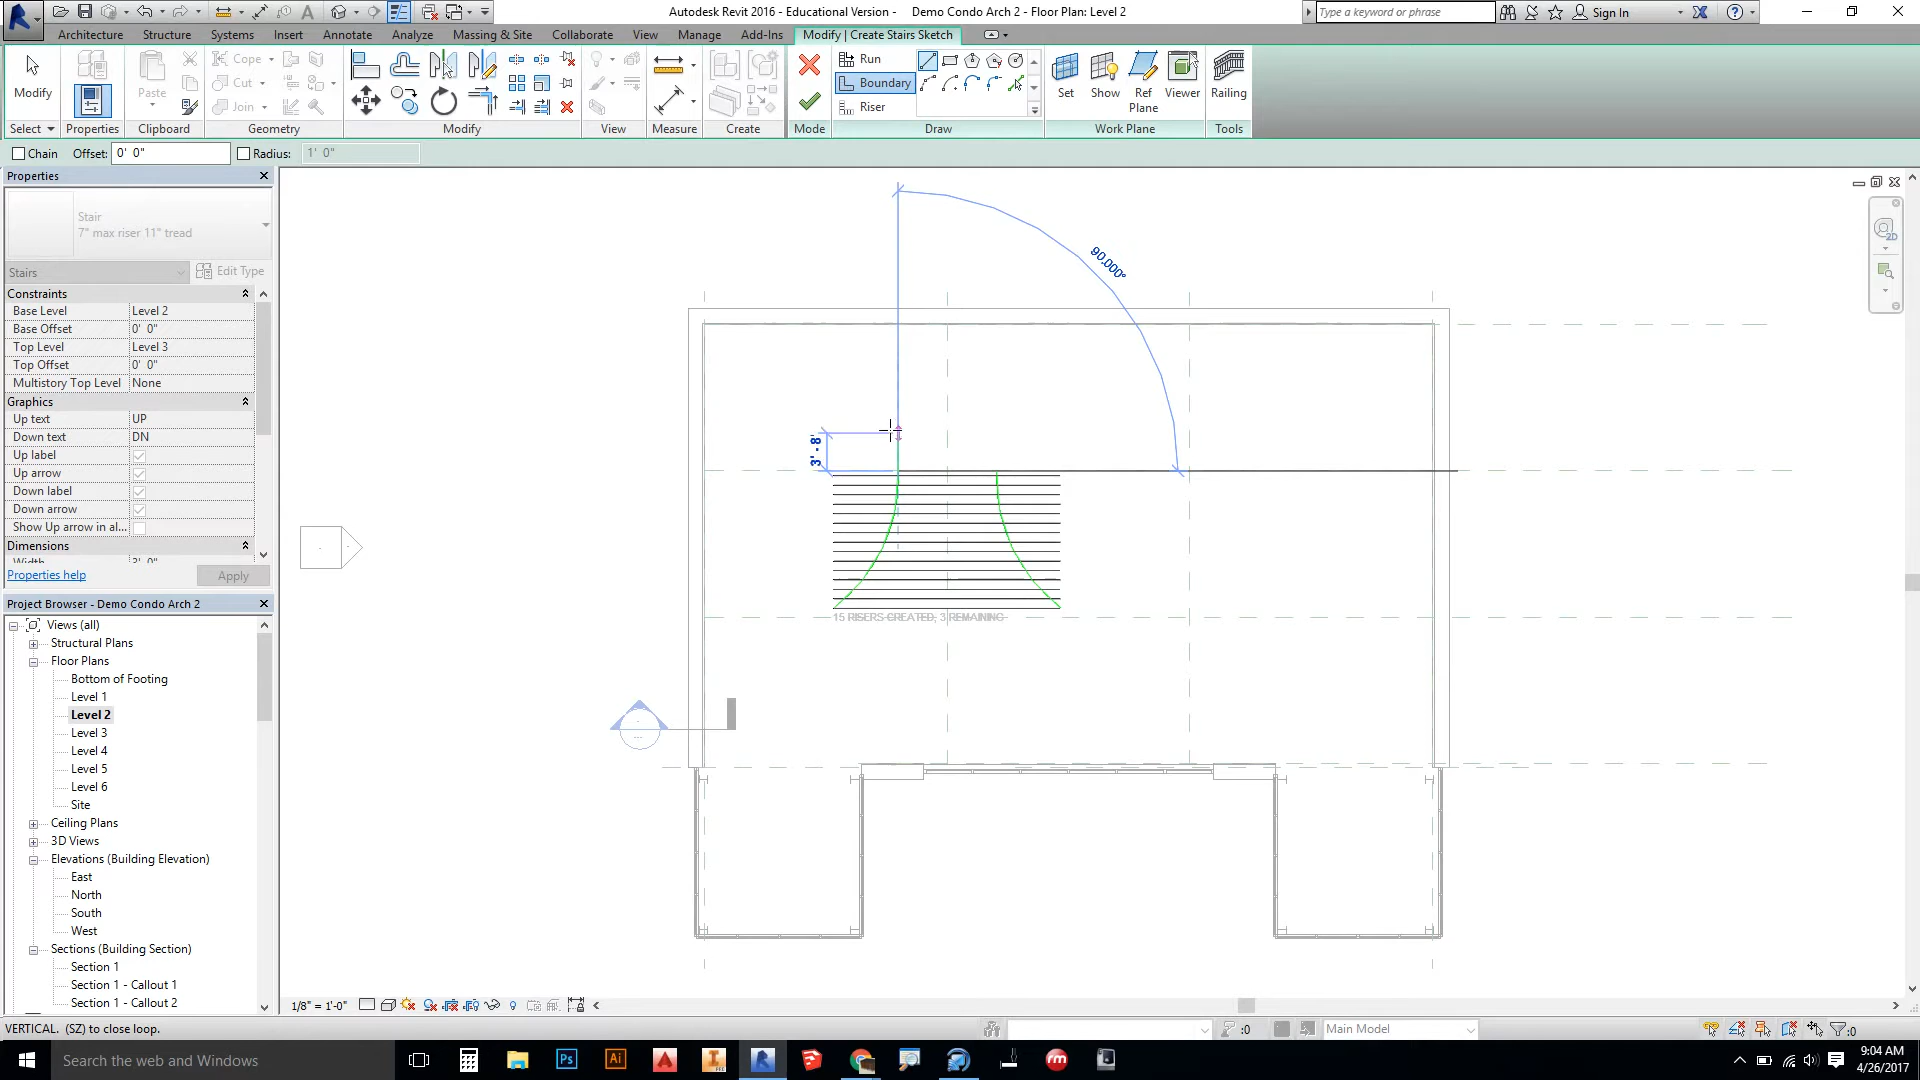 Autodesk Revit 2016 - Educational Version - Demo Condo Arch 2 - Floor Plan: Level 2
Type a keyword or phrase
Sign In
Architecture Structure Systems Insert Annotate Analyze Massing & Site Collaborate View Manage Add-Ins Modify | Create Stairs Sketch
Modify
Paste
Cope
Cut
Join
Run
Boundary
Riser
Set Show Ref Plane Viewer Railing
Select Properties Clipboard Geometry Modify View Measure Create Mode Draw Work Plane Tools
Chain Offset: 0' 0" Radius: 1' 0"
Properties
Stair
7" max riser 11" tread
Stairs Edit Type
Constraints
Base Level Level 2
Base Offset 0' 0"
Top Level Level 3
Top Offset 0' 0"
Multistory Top Level None
Graphics
Up text UP
Down text DN
Up label
Up arrow
Down label
Down arrow
Show Up arrow in al...
Dimensions
Properties help Apply
Project Browser - Demo Condo Arch 2
Views (all)
Structural Plans
Floor Plans
Bottom of Footing
Level 1
Level 2
Level 3
Level 4
Level 5
Level 6
Site
Ceiling Plans
3D Views
Elevations (Building Elevation)
East
North
South
West
Sections (Building Section)
Section 1
Section 1 - Callout 1
Section 1 - Callout 2
90.000°
3' - 8"
15 RISERS CREATED, 3 REMAINING
1/8" = 1'-0"
VERTICAL. (SZ) to close loop.
:0
Main Model
:0
Search the web and Windows
9:04 AM
4/26/2017